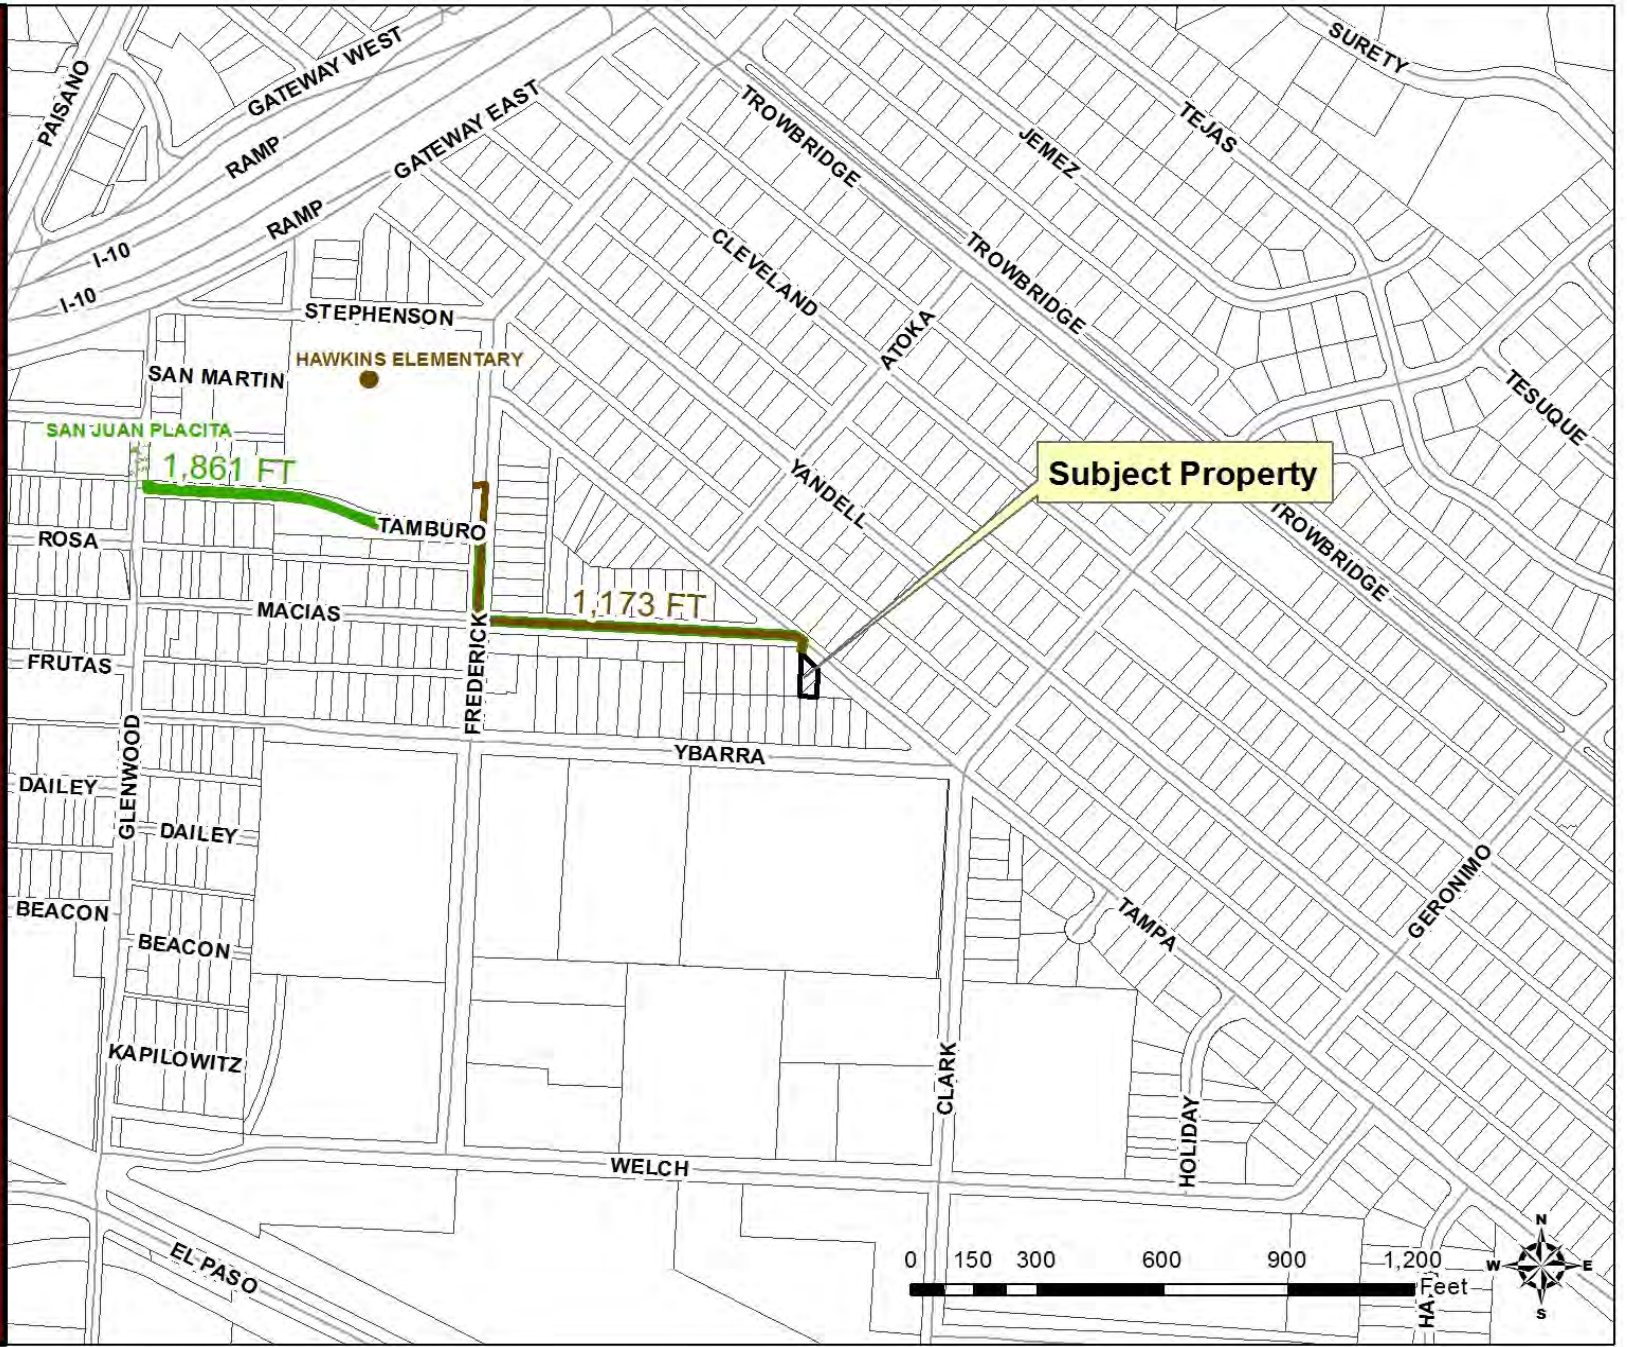 SURETY
GATEWAY WEST
PAISANO
TROWBRIDGE
TEJAS
JEMEZ
GATEWAY EAST
RAMP
RAMP
I-10
I-10
CLEVELAND
TROWBRIDGE
STEPHENSON
ATOKA
HAWKINS ELEMENTARY
SAN MARTIN
TESUQUE
SAN JUAN PLACITA
1,861 FT
Subject Property
YANDELL
TAMBURO
ROSA
TROWBRIDGE
MACIAS
1,173 FT
FRUTAS
FREDERICK
GLENWOOD
YBARRA
DAILEY
DAILEY
GERONIMO
BEACON
BEACON
TAMPA
KAPILOWITZ
CLARK
HOLIDAY
WELCH
EL PASO
0 150 300 600 900 1,200
Feet
HA
N
W E
S